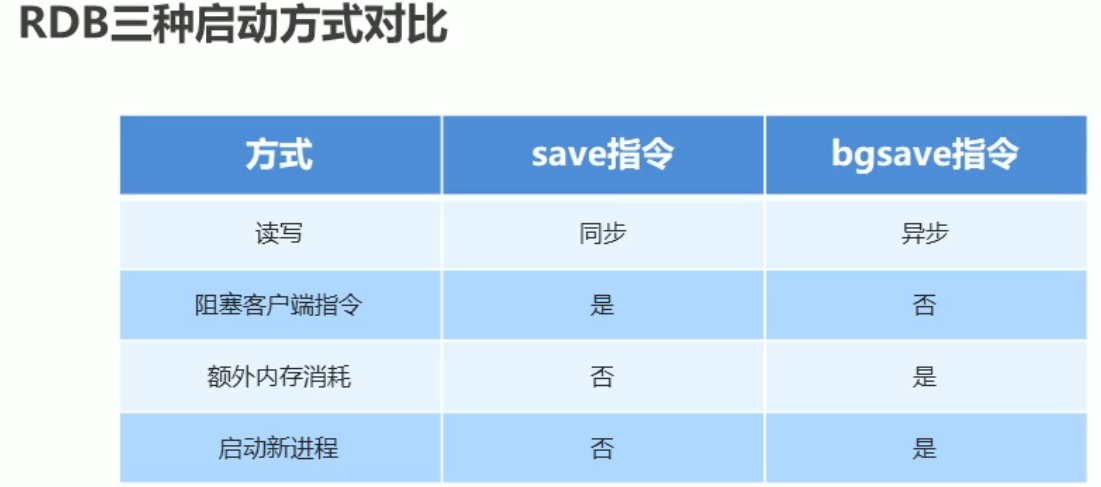 RDB三种启动方式对比
方式 save指令 bgsave指令
读写 同步 异步
阻塞客户端指令 是 否
额外内存消耗 否 是
启动新进程 否 是